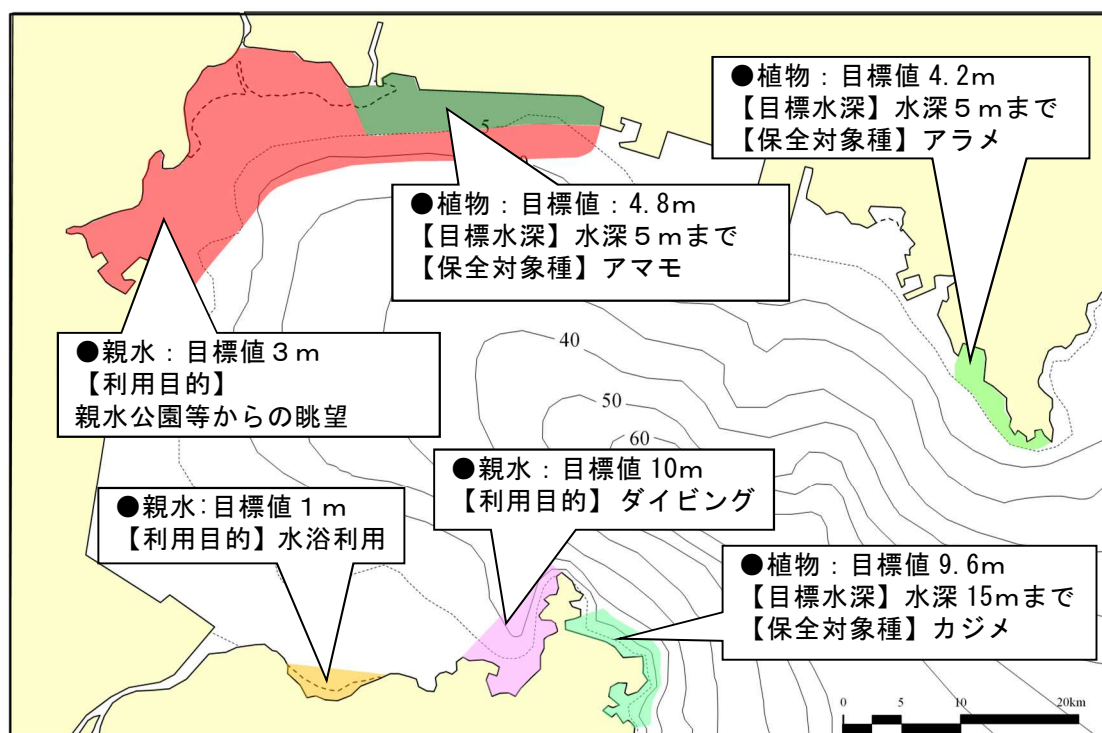 ●植物：目標値 4.2ｍ
【目標水深】水深５ｍまで
【保全対象種】アラメ
5
●植物：目標値：4.8ｍ
【目標水深】水深５ｍまで
【保全対象種】アマモ
●親水：目標値３ｍ
【利用目的】
親水公園等からの眺望
40
50
60
●親水：目標値 10ｍ
【利用目的】ダイビング
●親水：目標値１ｍ
【利用目的】水浴利用
●植物：目標値 9.6ｍ
【目標水深】水深 15ｍまで
【保全対象種】カジメ
0 5 10 20km